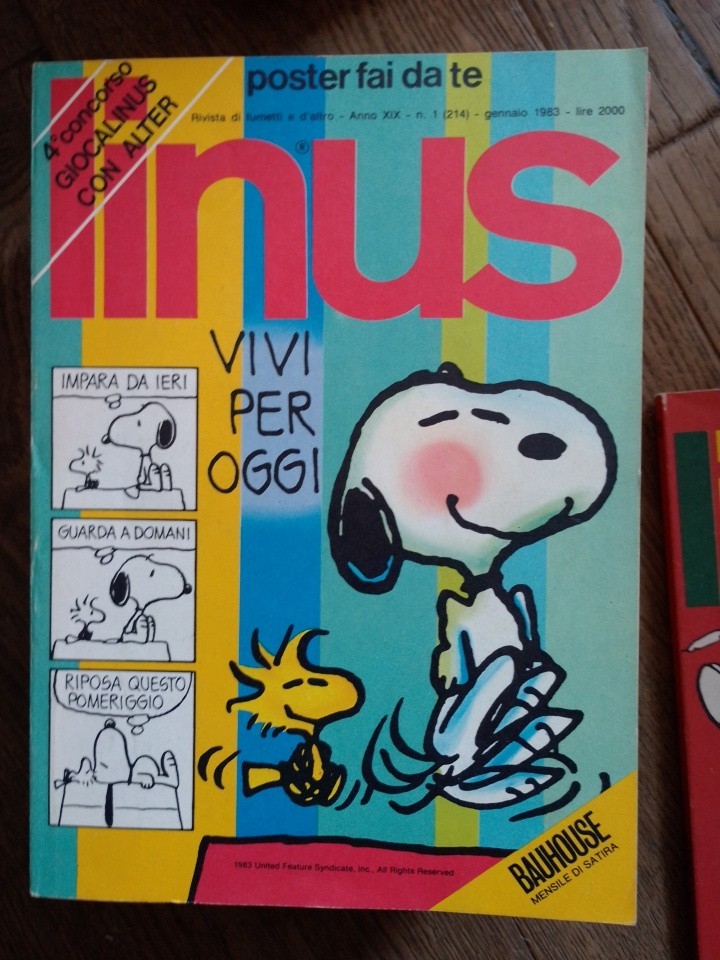 poster fai da te
4° concorso
GIOCALINUS
CON ALTER
Rivista di fumetti e d'altro - Anno XIX - n. 1 (214) - gennaio 1983 - lire 2000
linus®
VIVI
PER
OGGI
IMPARA DA IERI
GUARDA A DOMANI
RIPOSA QUESTO
POMERIGGIO
1983 United Feature Syndicate, Inc., All Rights Reserved
BAUHOUSE
MENSILE DI SATIRA